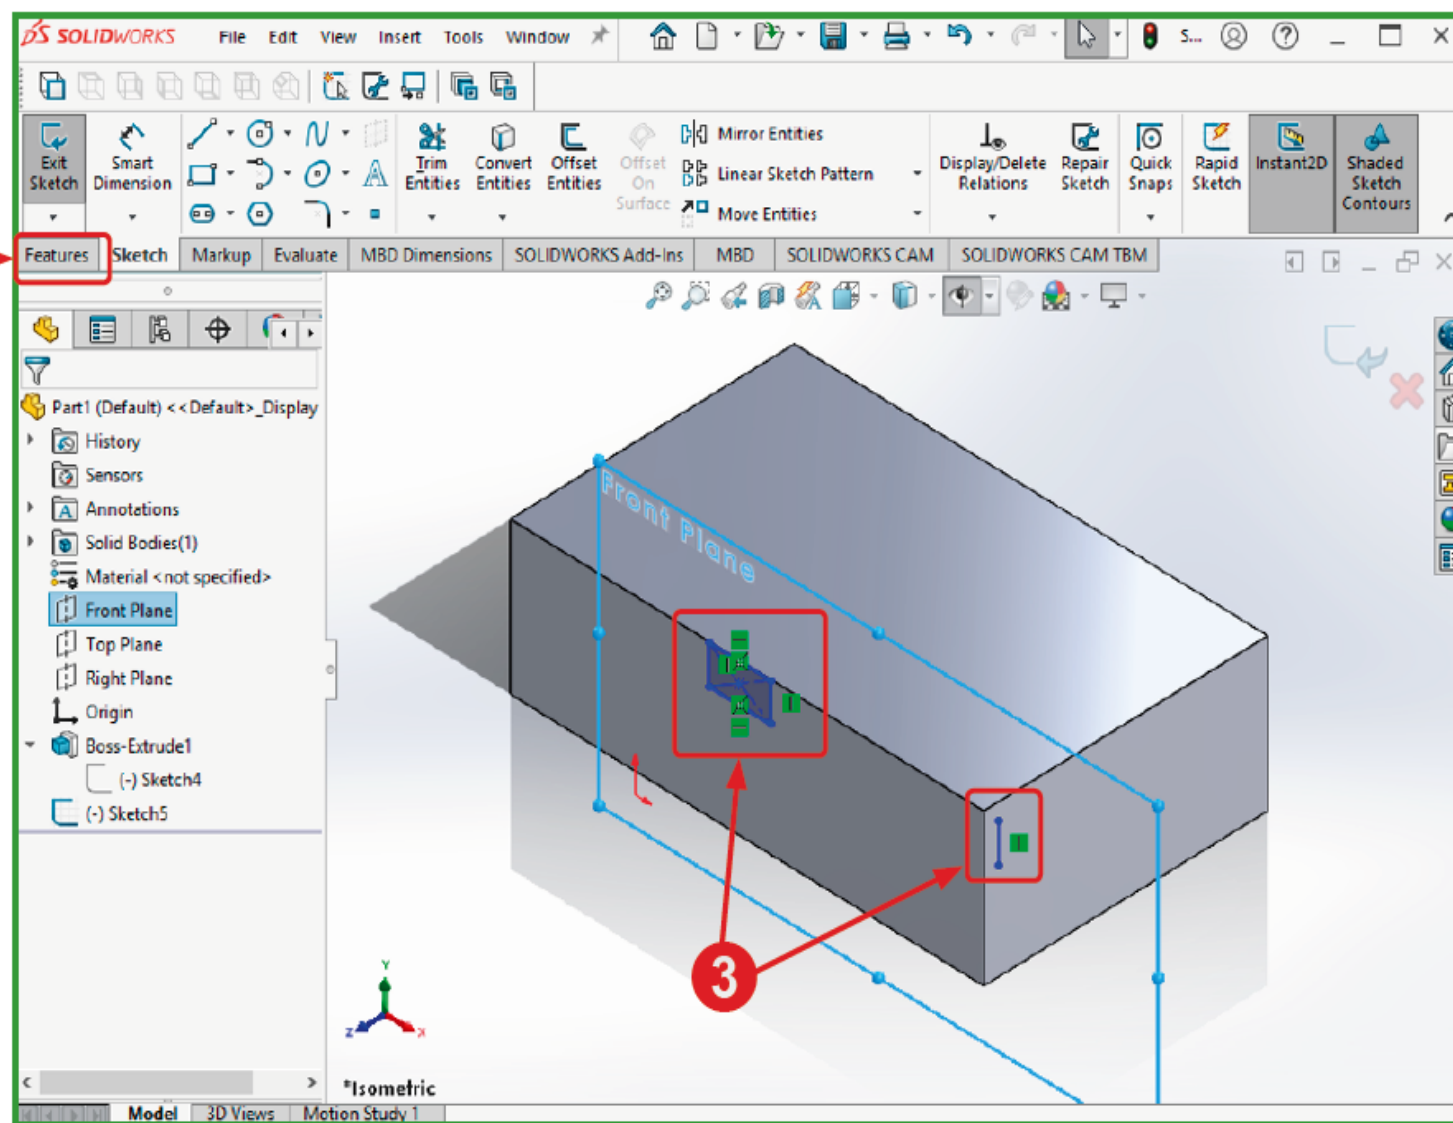 SOLIDWORKS File Edit View Insert Tools Window S...
Exit Sketch
Smart Dimension
Trim Entities
Convert Entities
Offset Entities
Offset On Surface
Mirror Entities
Linear Sketch Pattern
Move Entities
Display/Delete Relations
Repair Sketch
Quick Snaps
Rapid Sketch
Instant2D
Shaded Sketch Contours
Features Sketch Markup Evaluate MBD Dimensions SOLIDWORKS Add-Ins MBD SOLIDWORKS CAM SOLIDWORKS CAM TBM
Part1 (Default) <<Default>_Display
History
Sensors
Annotations
Solid Bodies(1)
Material <not specified>
Front Plane
Top Plane
Right Plane
Origin
Boss-Extrude1
(-) Sketch4
(-) Sketch5
Front Plane
3
Y
Z X
*Isometric
Model 3D Views Motion Study 1